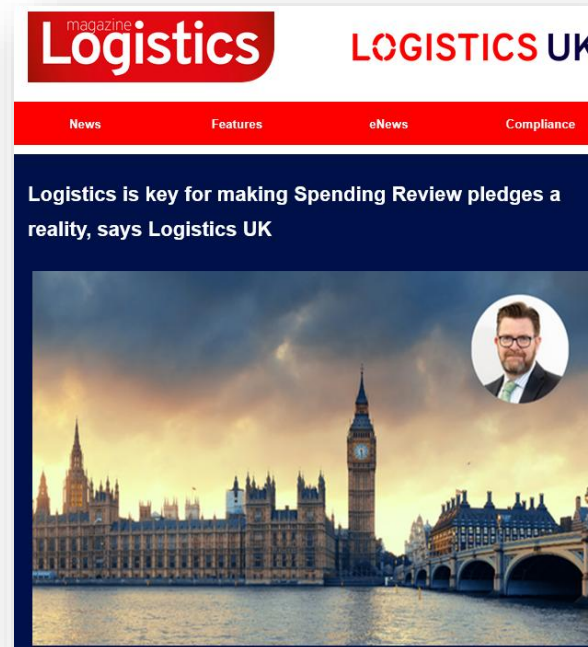 magazine
Logistics
LOGISTICS UK
News Features eNews Compliance
Logistics is key for making Spending Review pledges a
reality, says Logistics UK